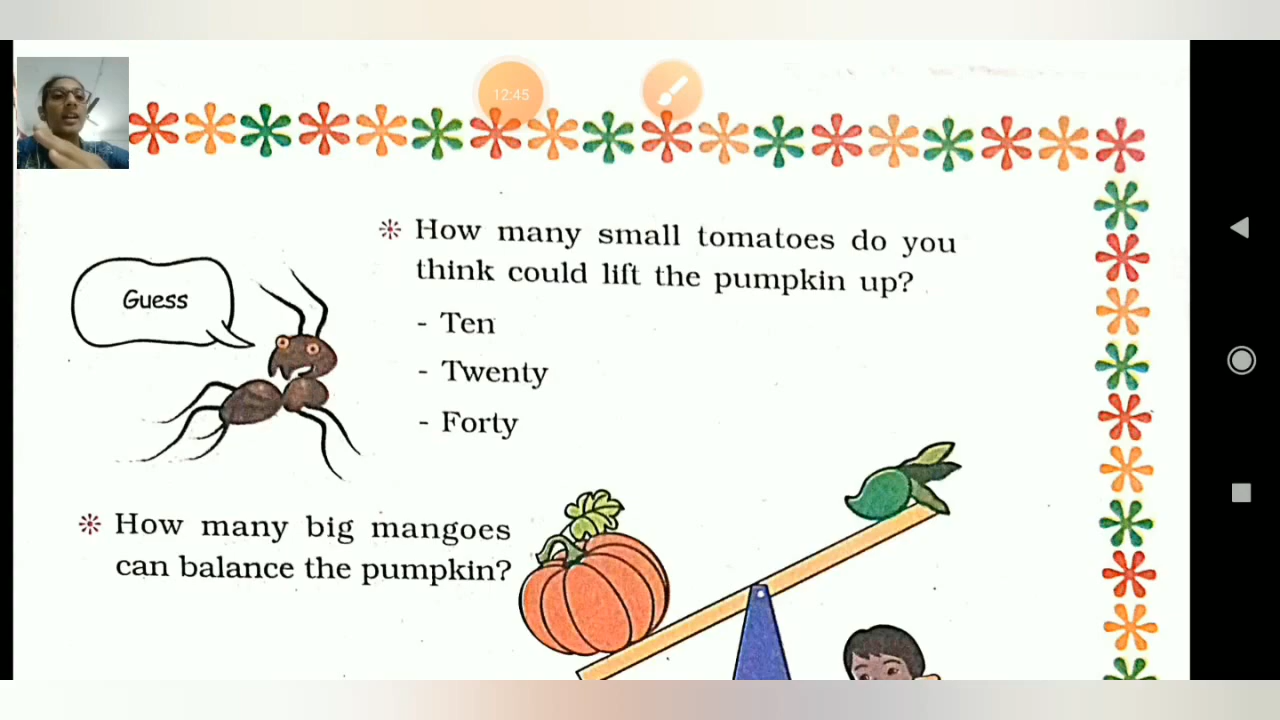 12:45
❊ How many small tomatoes do you
think could lift the pumpkin up?
Guess
- Ten
- Twenty
- Forty
❊ How many big mangoes
can balance the pumpkin?